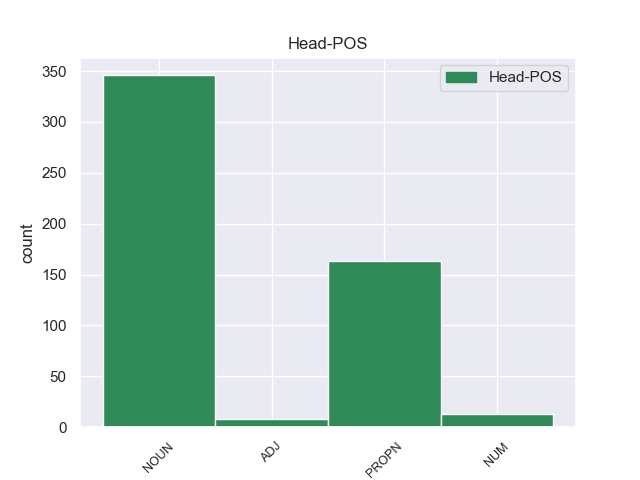 Head-POS
Head-POS
count
350
300
250
200
150
100
50
0
NOUN
ADJ
PROPN
NUM